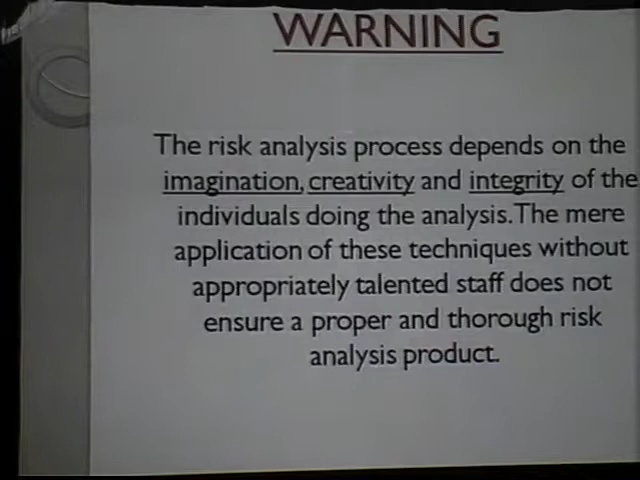 WARNING
The risk analysis process depends on the
imagination, creativity and integrity of the
individuals doing the analysis. The mere
application of these techniques without
appropriately talented staff does not
ensure a proper and thorough risk
analysis product.